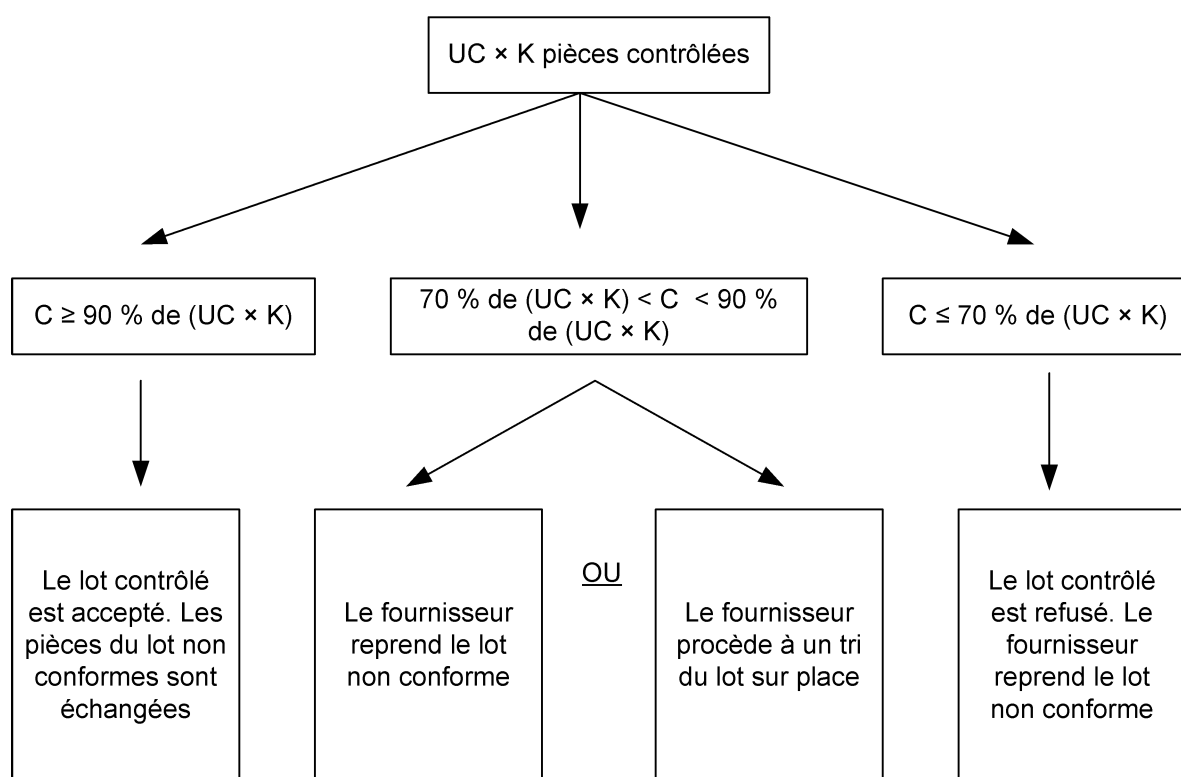 UC × K pièces contrôlées
C ≥ 90 % de (UC × K)
70 % de (UC × K) < C < 90 %
de (UC × K)
C ≤ 70 % de (UC × K)
Le lot contrôlé
est accepté. Les
pièces du lot non
conformes sont
échangées
Le fournisseur
reprend le lot
non conforme
OU
Le fournisseur
procède à un tri
du lot sur place
Le lot contrôlé
est refusé. Le
fournisseur
reprend le lot
non conforme